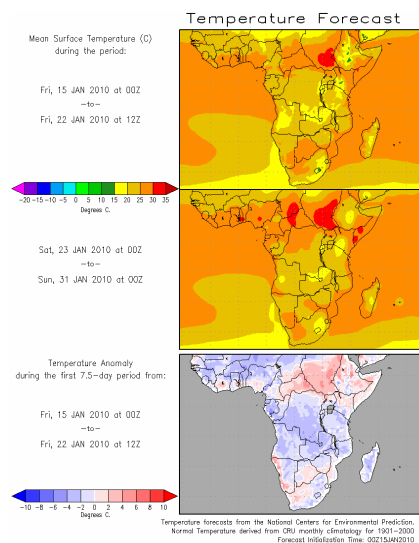 Temperature Forecast
Mean Surface Temperature (C)
during the period:
Fri, 15 JAN 2010 at 00Z
-to-
Fri, 22 JAN 2010 at 12Z
-20 -15 -10 -5 0 5 10 15 20 25 30 35
Degrees C.
Sat, 23 JAN 2010 at 00Z
-to-
Sun, 31 JAN 2010 at 00Z
Temperature Anomaly
during the first 7.5-day period from:
Fri, 15 JAN 2010 at 00Z
-to-
Fri, 22 JAN 2010 at 12Z
-10 -8 -6 -4 -2 0 2 4 6 8 10
Degrees C.
Temperature forecasts from the National Centers for Environmental Prediction.
Normal Temperature derived from CRU monthly climatology for 1901-2000
Forecast Initialization Time: 00Z15JAN2010